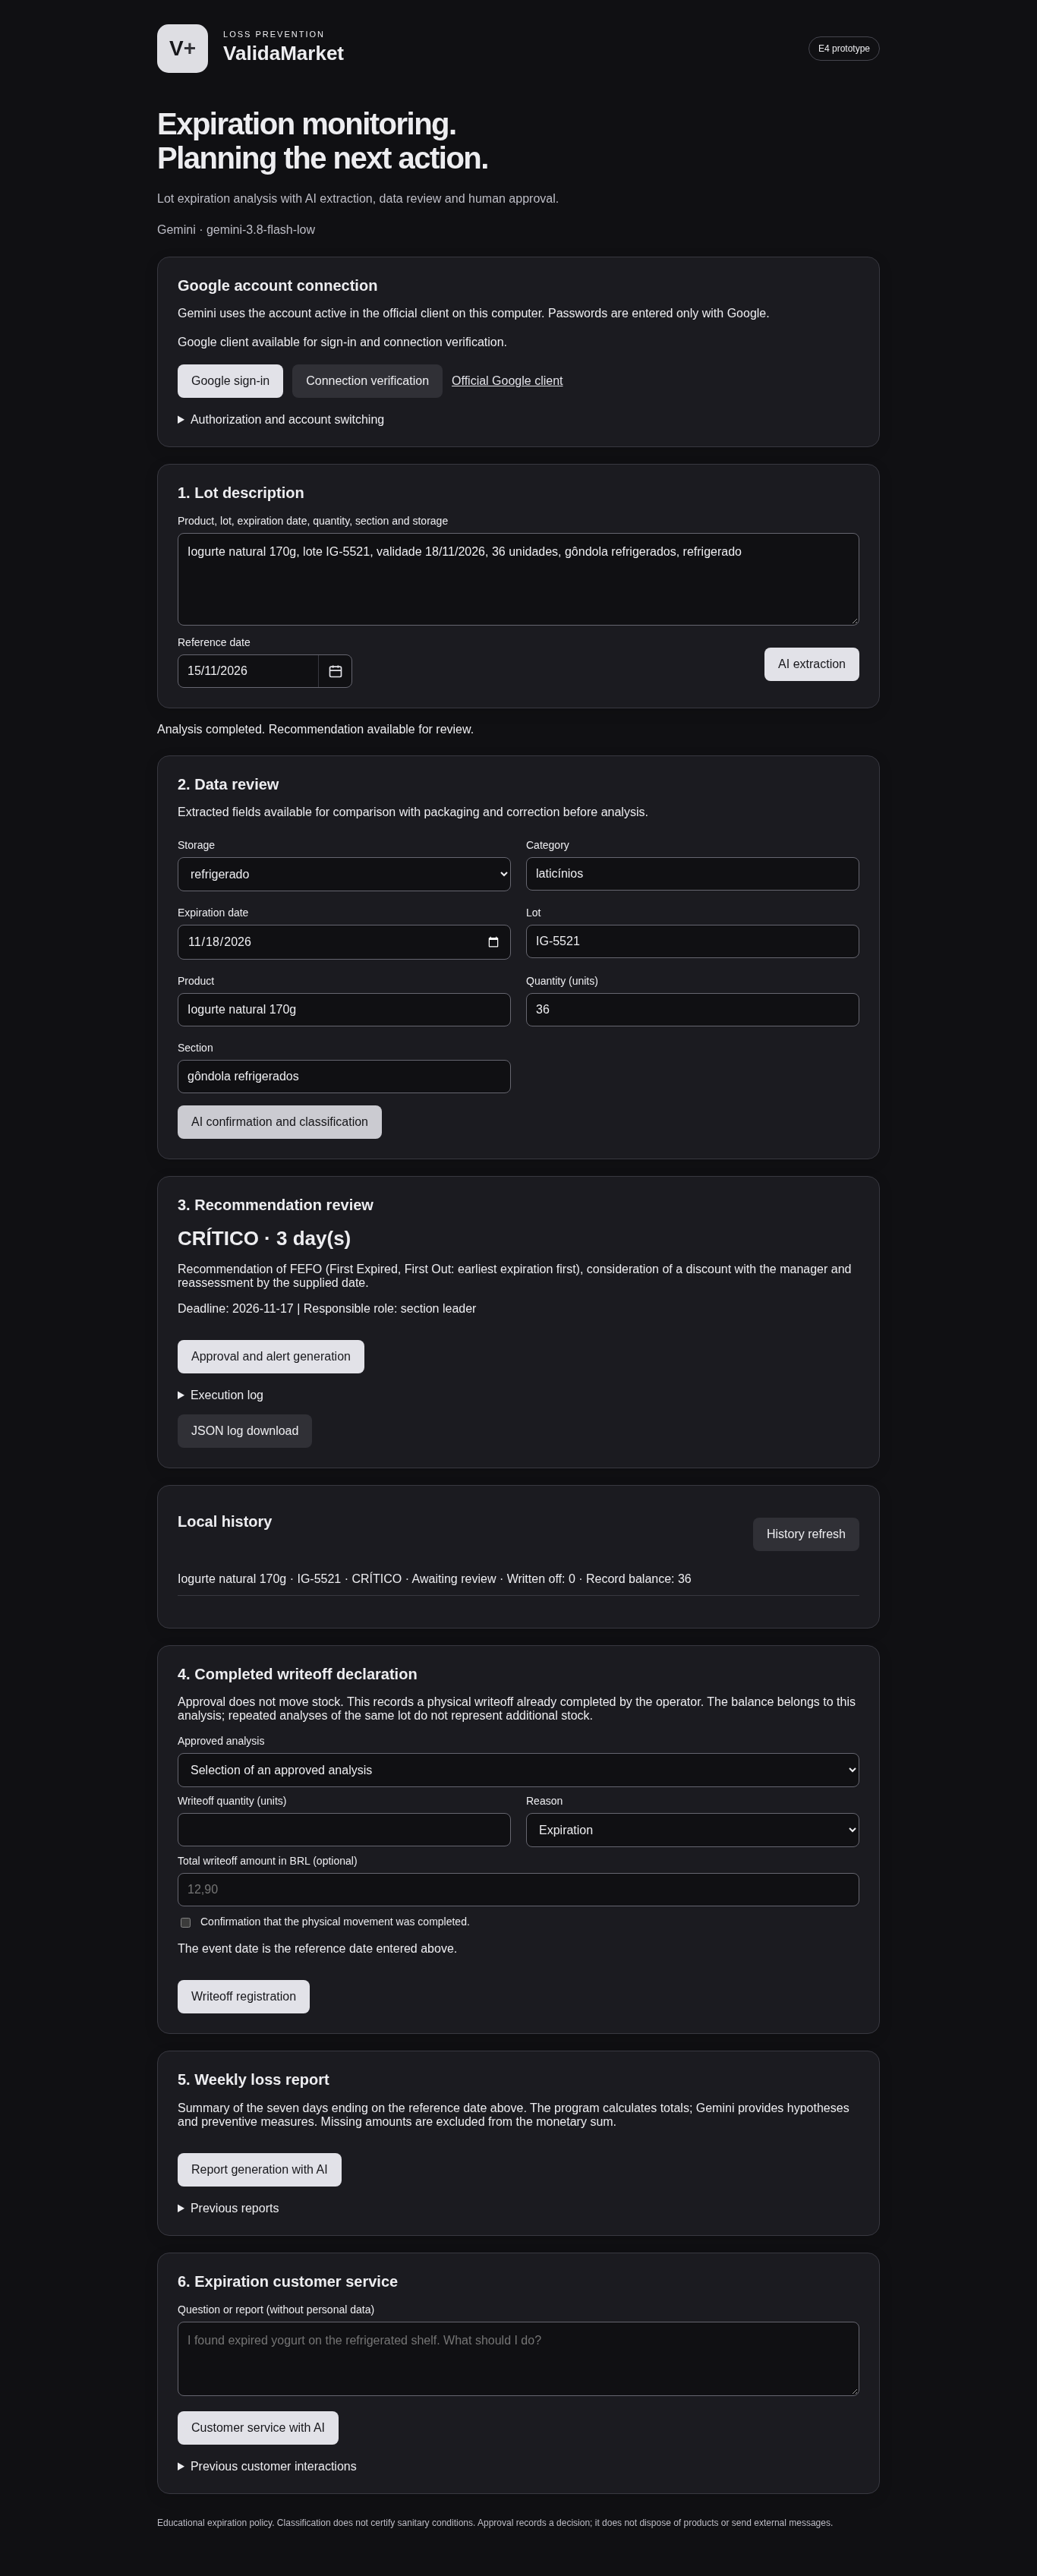 V+
LOSS PREVENTION
ValidaMarket
E4 prototype
Expiration monitoring.
Planning the next action.
Lot expiration analysis with AI extraction, data review and human approval.
Gemini · gemini-3.8-flash-low
Google account connection
Gemini uses the account active in the official client on this computer. Passwords are entered only with Google.
Google client available for sign-in and connection verification.
Google sign-in
Connection verification
Official Google client
Authorization and account switching
1. Lot description
Product, lot, expiration date, quantity, section and storage
Iogurte natural 170g, lote IG-5521, validade 18/11/2026, 36 unidades, gôndola refrigerados, refrigerado
Reference date
15/11/2026
AI extraction
Analysis completed. Recommendation available for review.
2. Data review
Extracted fields available for comparison with packaging and correction before analysis.
Storage
Category
refrigerado
laticínios
Expiration date
Lot
11/18/2026
IG-5521
Product
Quantity (units)
Iogurte natural 170g
36
Section
gôndola refrigerados
AI confirmation and classification
3. Recommendation review
CRÍTICO · 3 day(s)
Recommendation of FEFO (First Expired, First Out: earliest expiration first), consideration of a discount with the manager and
reassessment by the supplied date.
Deadline: 2026-11-17 | Responsible role: section leader
Approval and alert generation
Execution log
JSON log download
Local history
History refresh
Iogurte natural 170g · IG-5521 · CRÍTICO · Awaiting review · Written off: 0 · Record balance: 36
4. Completed writeoff declaration
Approval does not move stock. This records a physical writeoff already completed by the operator. The balance belongs to this
analysis; repeated analyses of the same lot do not represent additional stock.
Approved analysis
Selection of an approved analysis
Writeoff quantity (units)
Reason
Expiration
Total writeoff amount in BRL (optional)
12,90
Confirmation that the physical movement was completed.
The event date is the reference date entered above.
Writeoff registration
5. Weekly loss report
Summary of the seven days ending on the reference date above. The program calculates totals; Gemini provides hypotheses
and preventive measures. Missing amounts are excluded from the monetary sum.
Report generation with AI
Previous reports
6. Expiration customer service
Question or report (without personal data)
I found expired yogurt on the refrigerated shelf. What should I do?
Customer service with AI
Previous customer interactions
Educational expiration policy. Classification does not certify sanitary conditions. Approval records a decision; it does not dispose of products or send external messages.